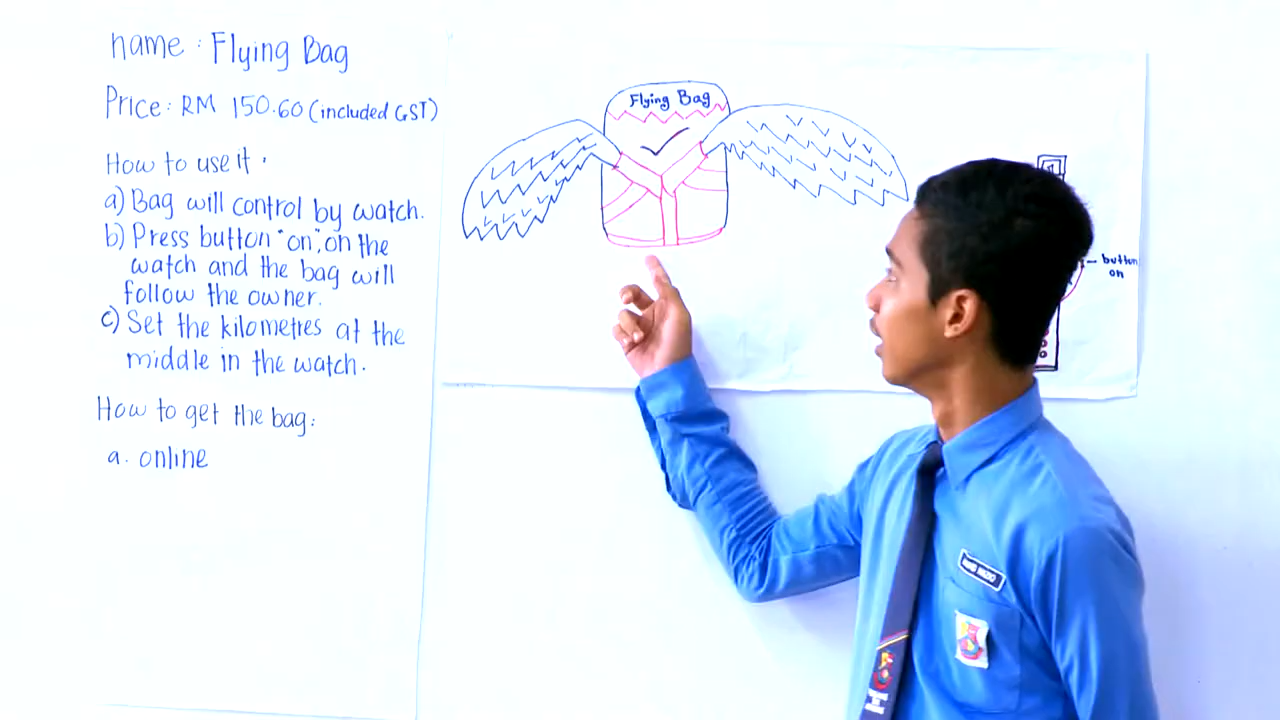 name : Flying Bag
Price : RM 150.60 (included GST)
How to use it .
a) Bag will control by watch.
b) Press button "on", on the
watch and the bag will
follow the owner.
c) Set the kilometres at the
middle in the watch.
How to get the bag :
a. online
Flying Bag
button
on